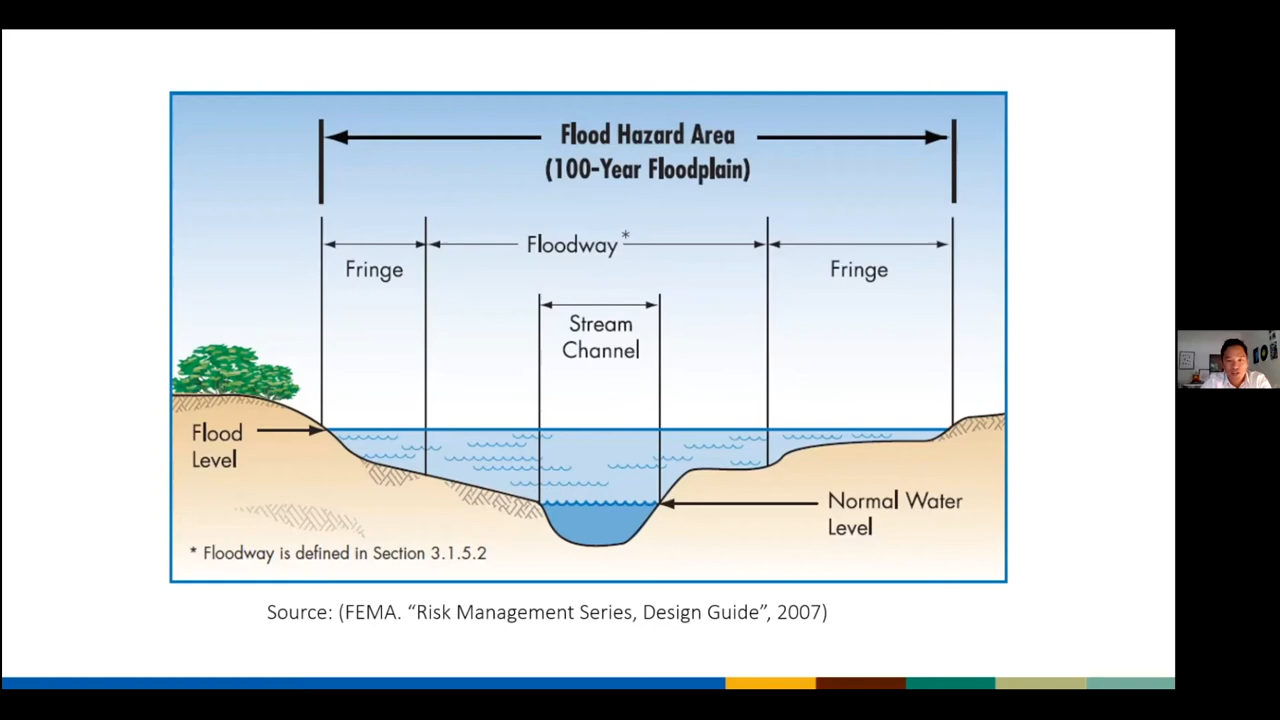 Flood Hazard Area
(100-Year Floodplain)
Floodway*
Fringe
Fringe
Stream
Channel
Flood
Level
Normal Water
Level
* Floodway is defined in Section 3.1.5.2
Source: (FEMA. “Risk Management Series, Design Guide”, 2007)